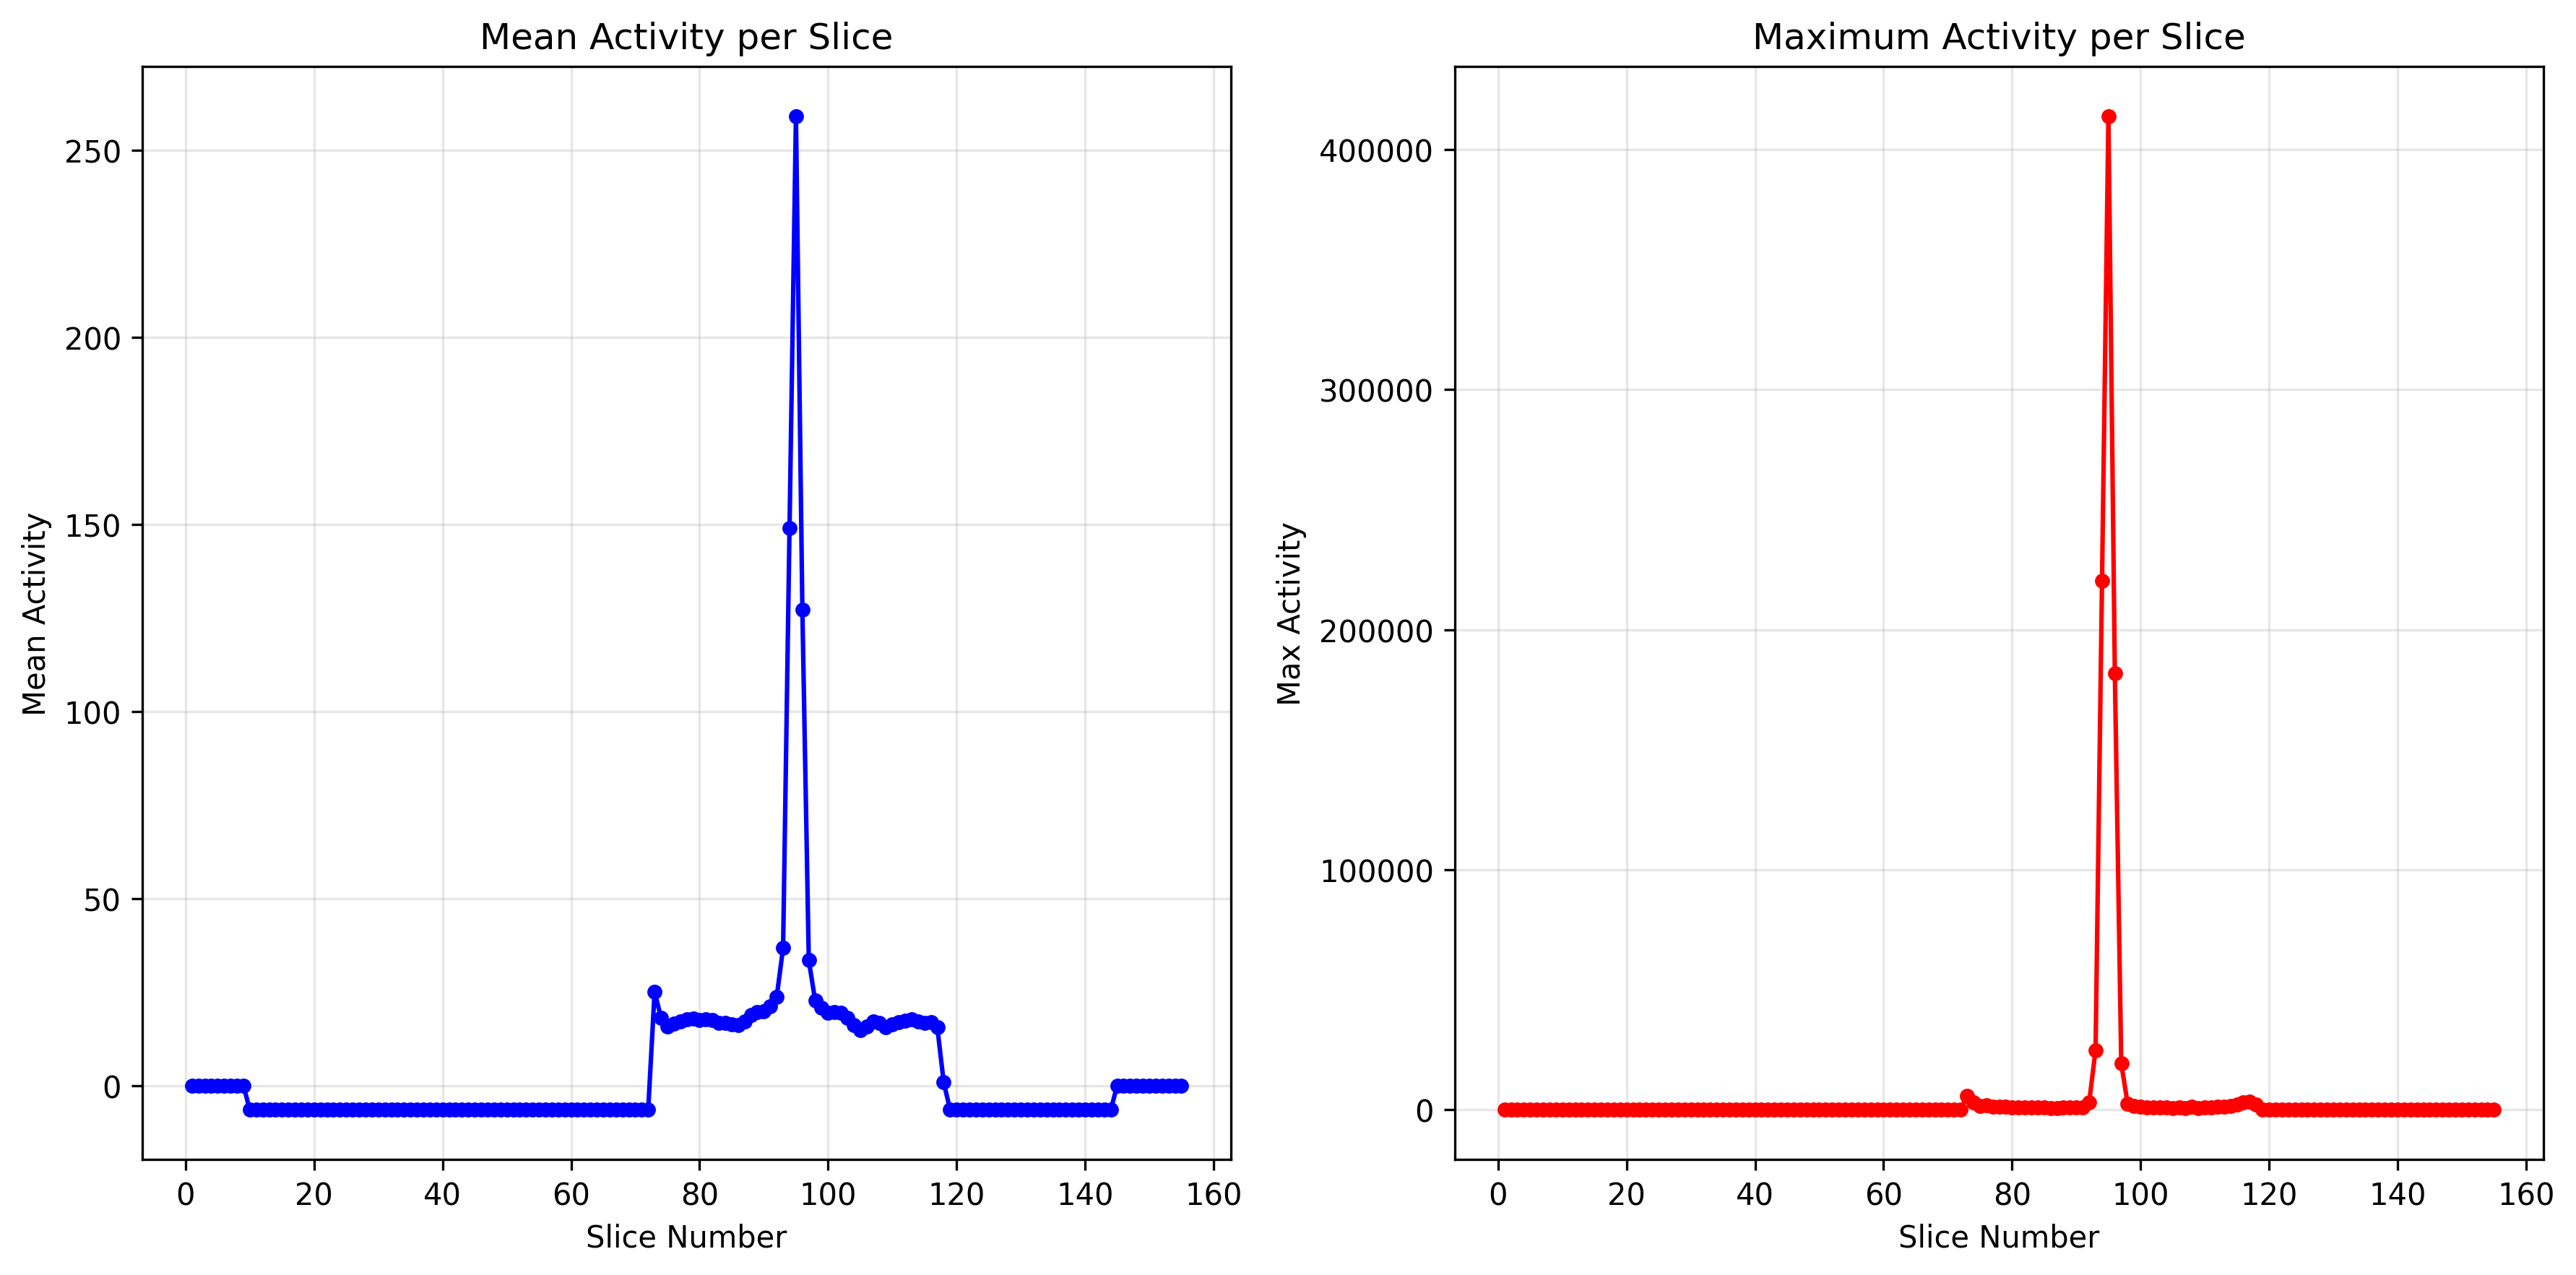 Mean Activity per Slice
Mean Activity
250
200
150
100
50
0
0 20 40 60 80 100 120 140 160
Slice Number
Maximum Activity per Slice
Max Activity
400000
300000
200000
100000
0
0 20 40 60 80 100 120 140 160
Slice Number